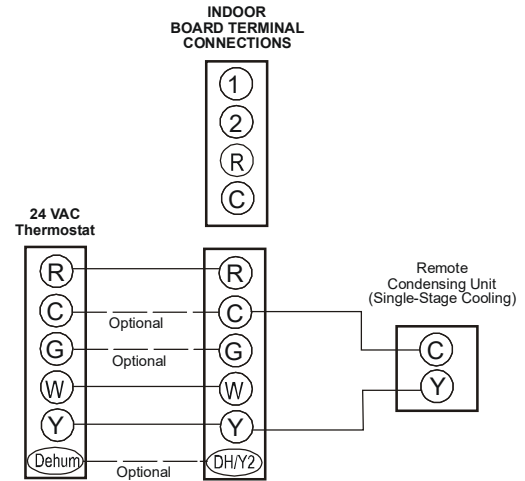 INDOOR
BOARD TERMINAL
CONNECTIONS
1
2
R
C
24 VAC
Thermostat
R
C
G
W
Y
Dehum
Optional
Optional
Optional
R
C
G
W
Y
DH/Y2
Remote
Condensing Unit
(Single-Stage Cooling)
C
Y